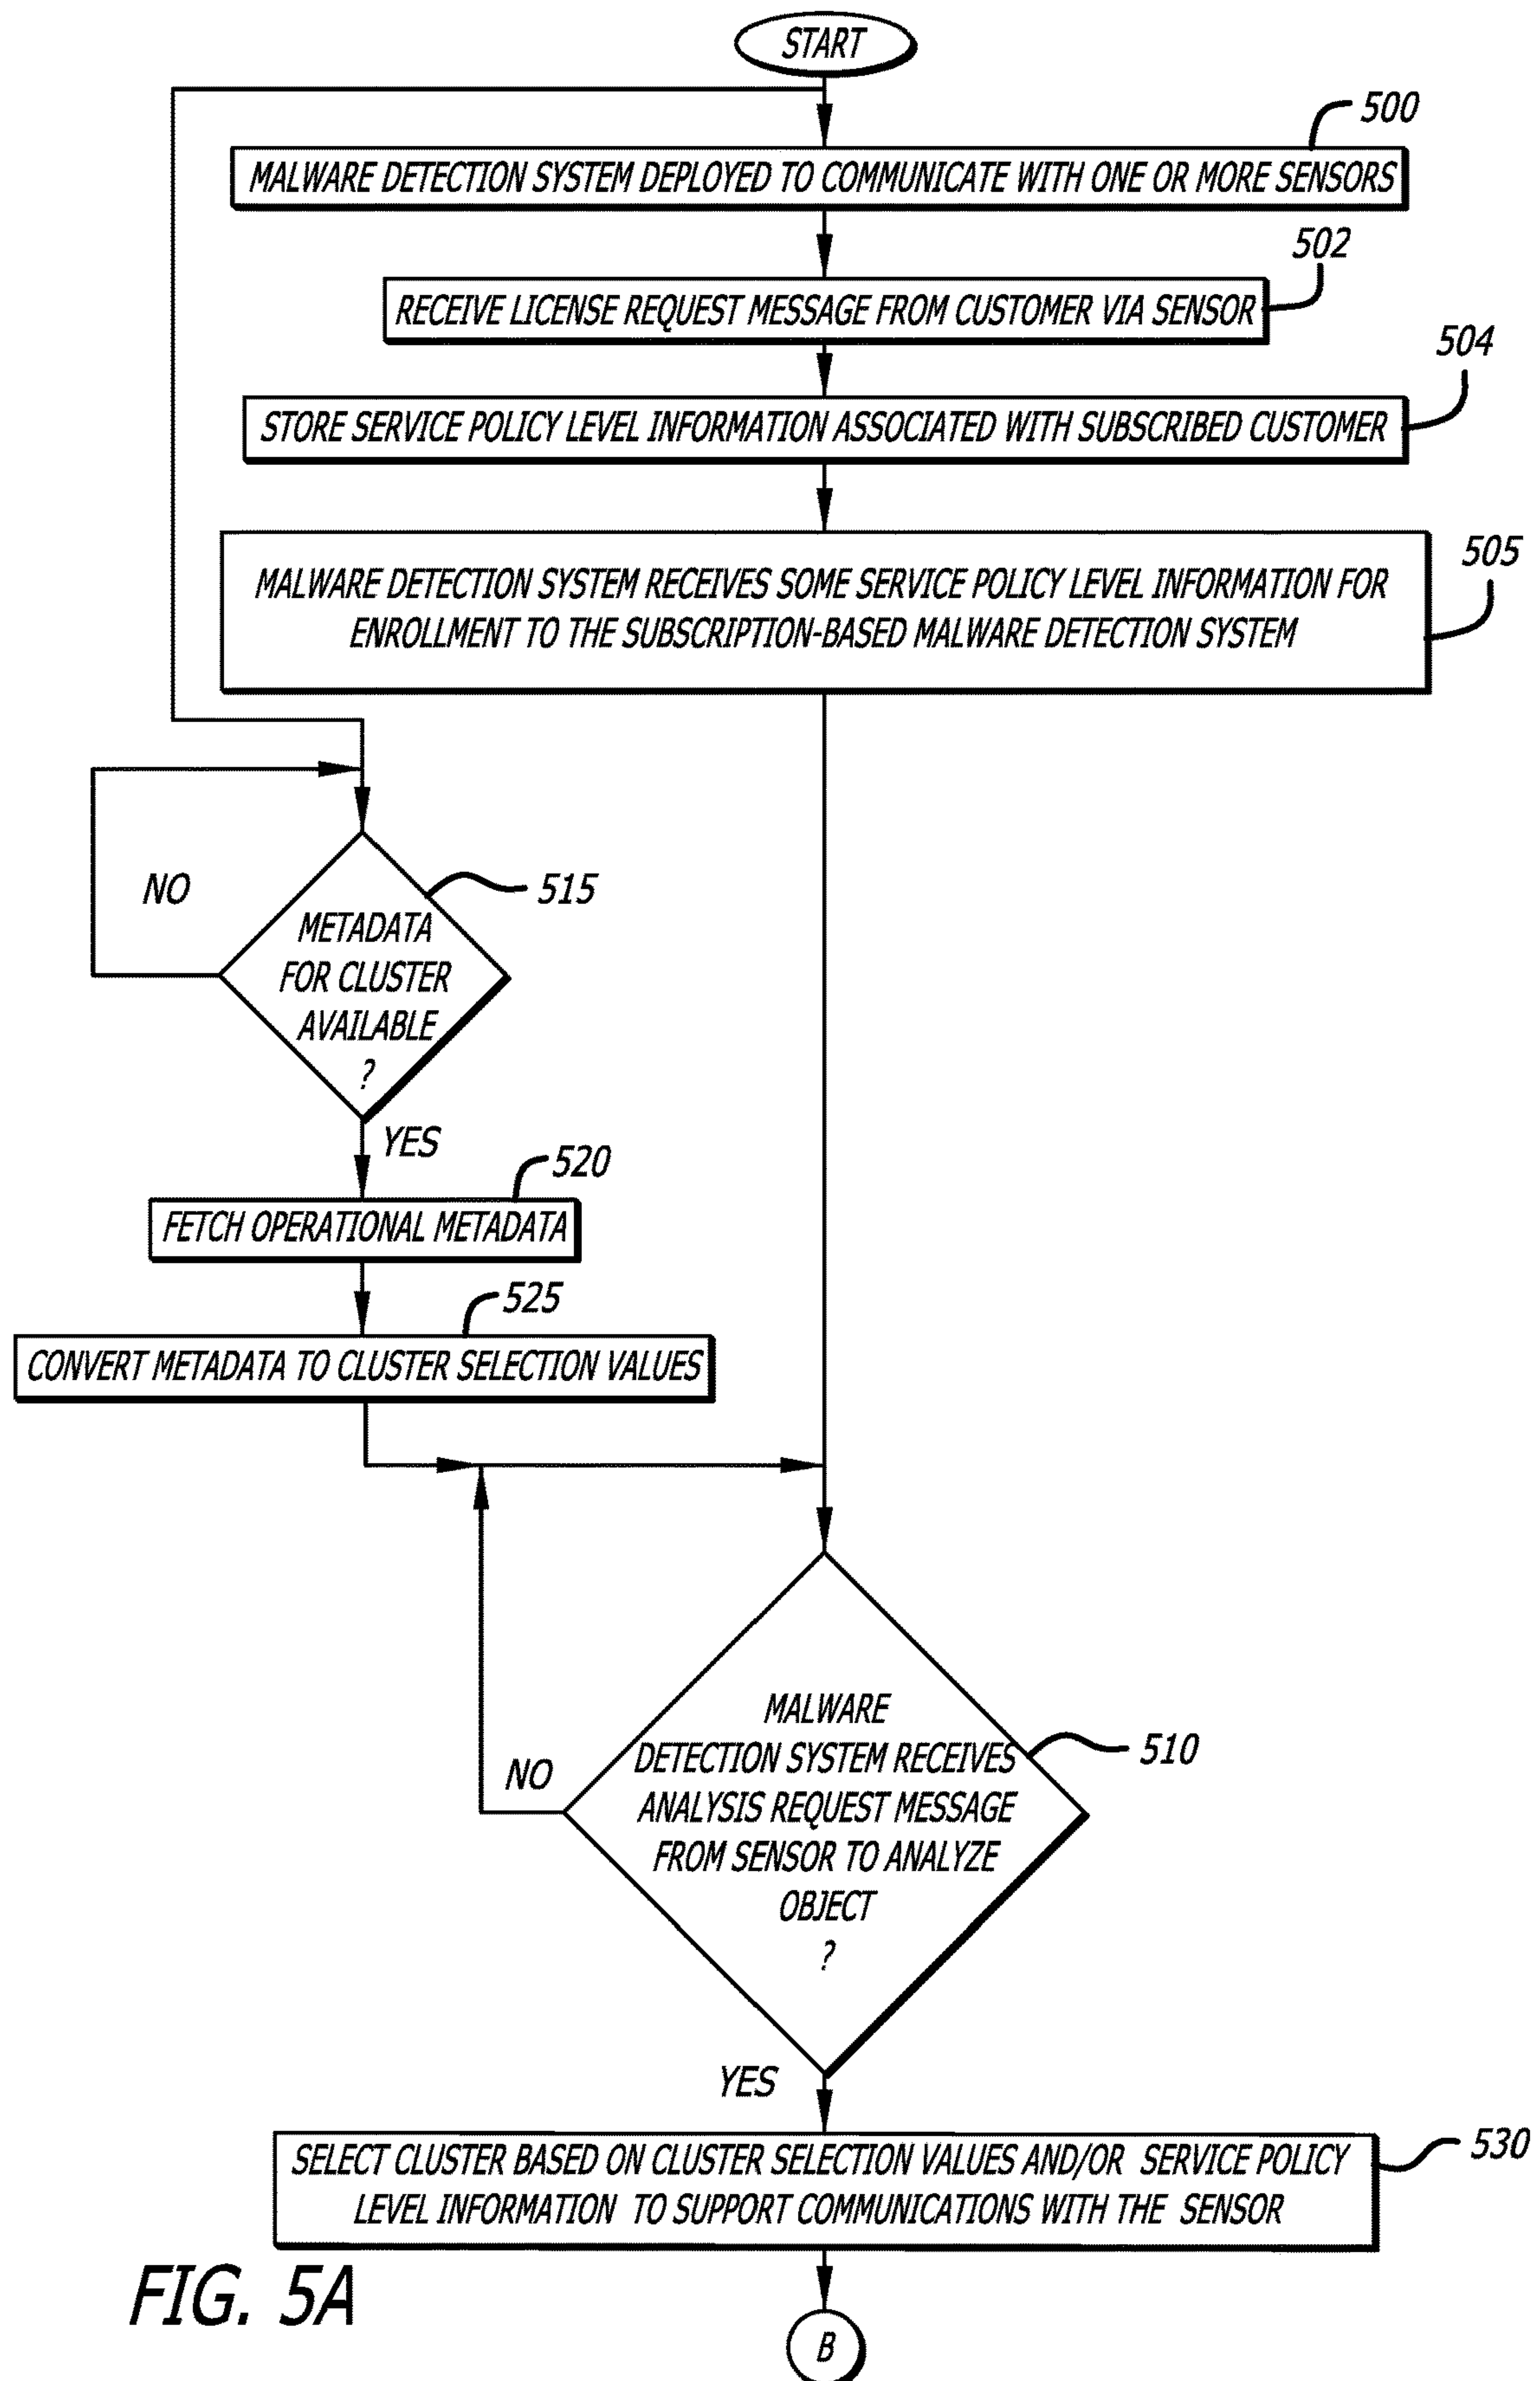 START
500
MALWARE DETECTION SYSTEM DEPLOYED TO COMMUNICATE WITH ONE OR MORE SENSORS
502
RECEIVE LICENSE REQUEST MESSAGE FROM CUSTOMER VIA SENSOR
504
STORE SERVICE POLICY LEVEL INFORMATION ASSOCIATED WITH SUBSCRIBED CUSTOMER
505
MALWARE DETECTION SYSTEM RECEIVES SOME SERVICE POLICY LEVEL INFORMATION FOR
ENROLLMENT TO THE SUBSCRIPTION-BASED MALWARE DETECTION SYSTEM
NO
515
METADATA
FOR CLUSTER
AVAILABLE
?
YES
520
FETCH OPERATIONAL METADATA
525
CONVERT METADATA TO CLUSTER SELECTION VALUES
MALWARE
DETECTION SYSTEM RECEIVES
ANALYSIS REQUEST MESSAGE
FROM SENSOR TO ANALYZE
OBJECT
?
510
NO
YES
530
SELECT CLUSTER BASED ON CLUSTER SELECTION VALUES AND/OR SERVICE POLICY
LEVEL INFORMATION TO SUPPORT COMMUNICATIONS WITH THE SENSOR
FIG. 5A
B